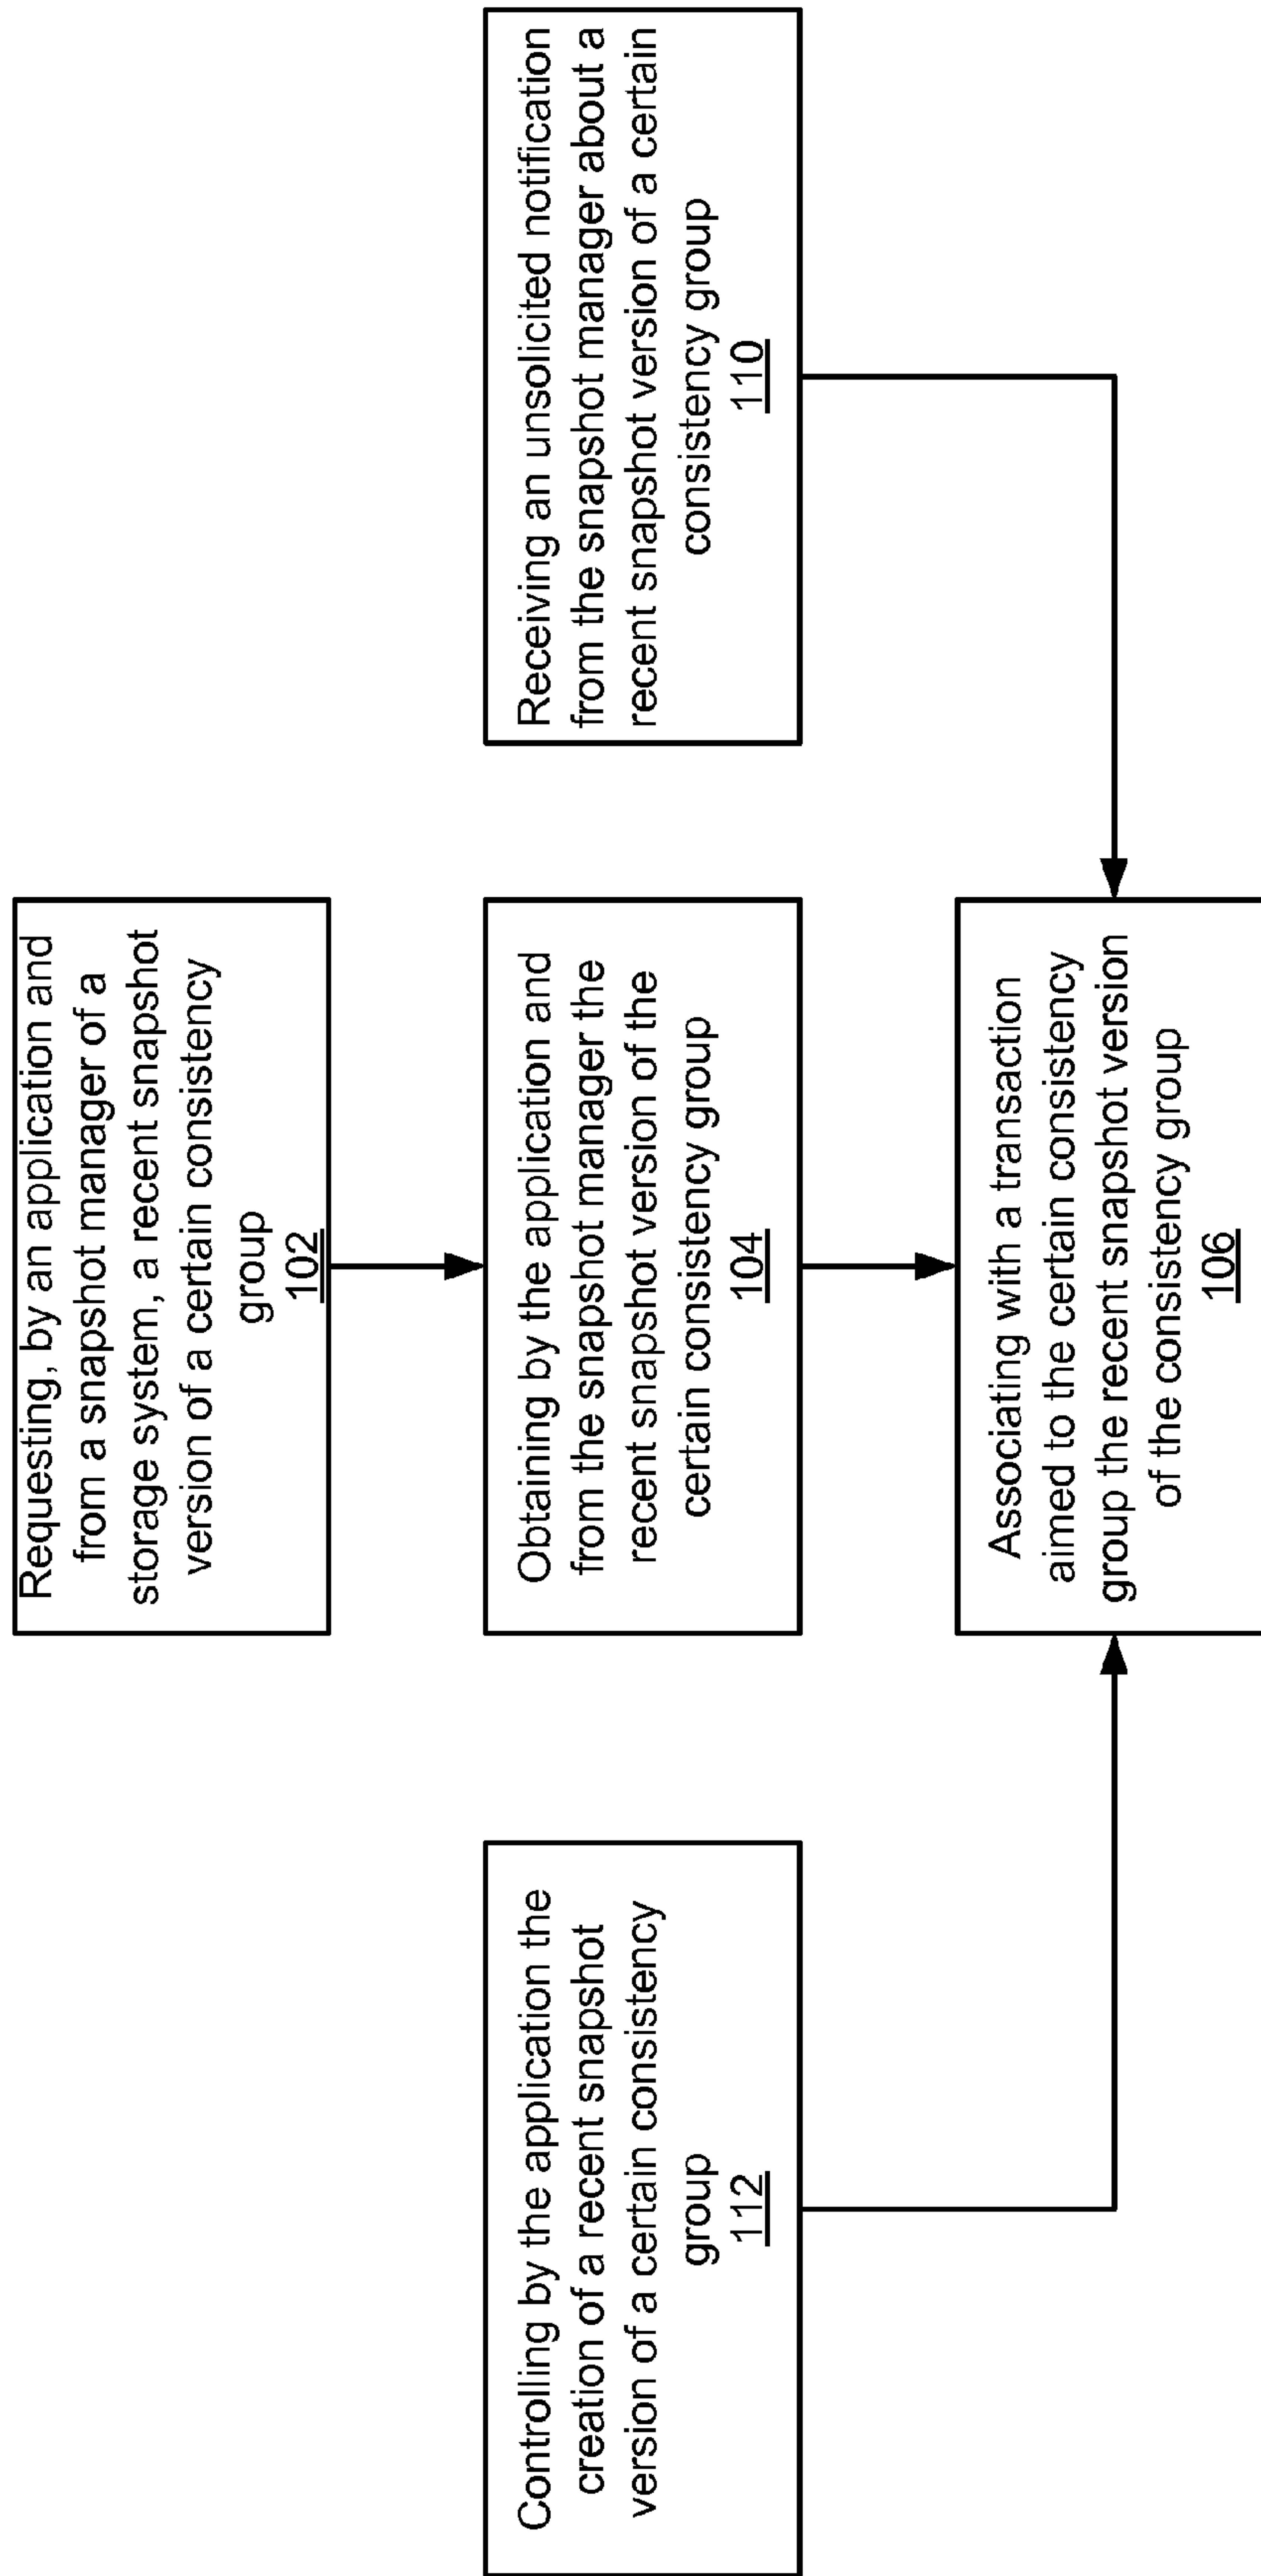 Requesting, by an application and
from a snapshot manager of a
storage system, a recent snapshot
version of a certain consistency
group
102
Controlling by the application the
creation of a recent snapshot
version of a certain consistency
group
112
Obtaining by the application and
from the snapshot manager the
recent snapshot version of the
certain consistency group
104
Receiving an unsolicited notification
from the snapshot manager about a
recent snapshot version of a certain
consistency group
110
Associating with a transaction
aimed to the certain consistency
group the recent snapshot version
of the consistency group
106